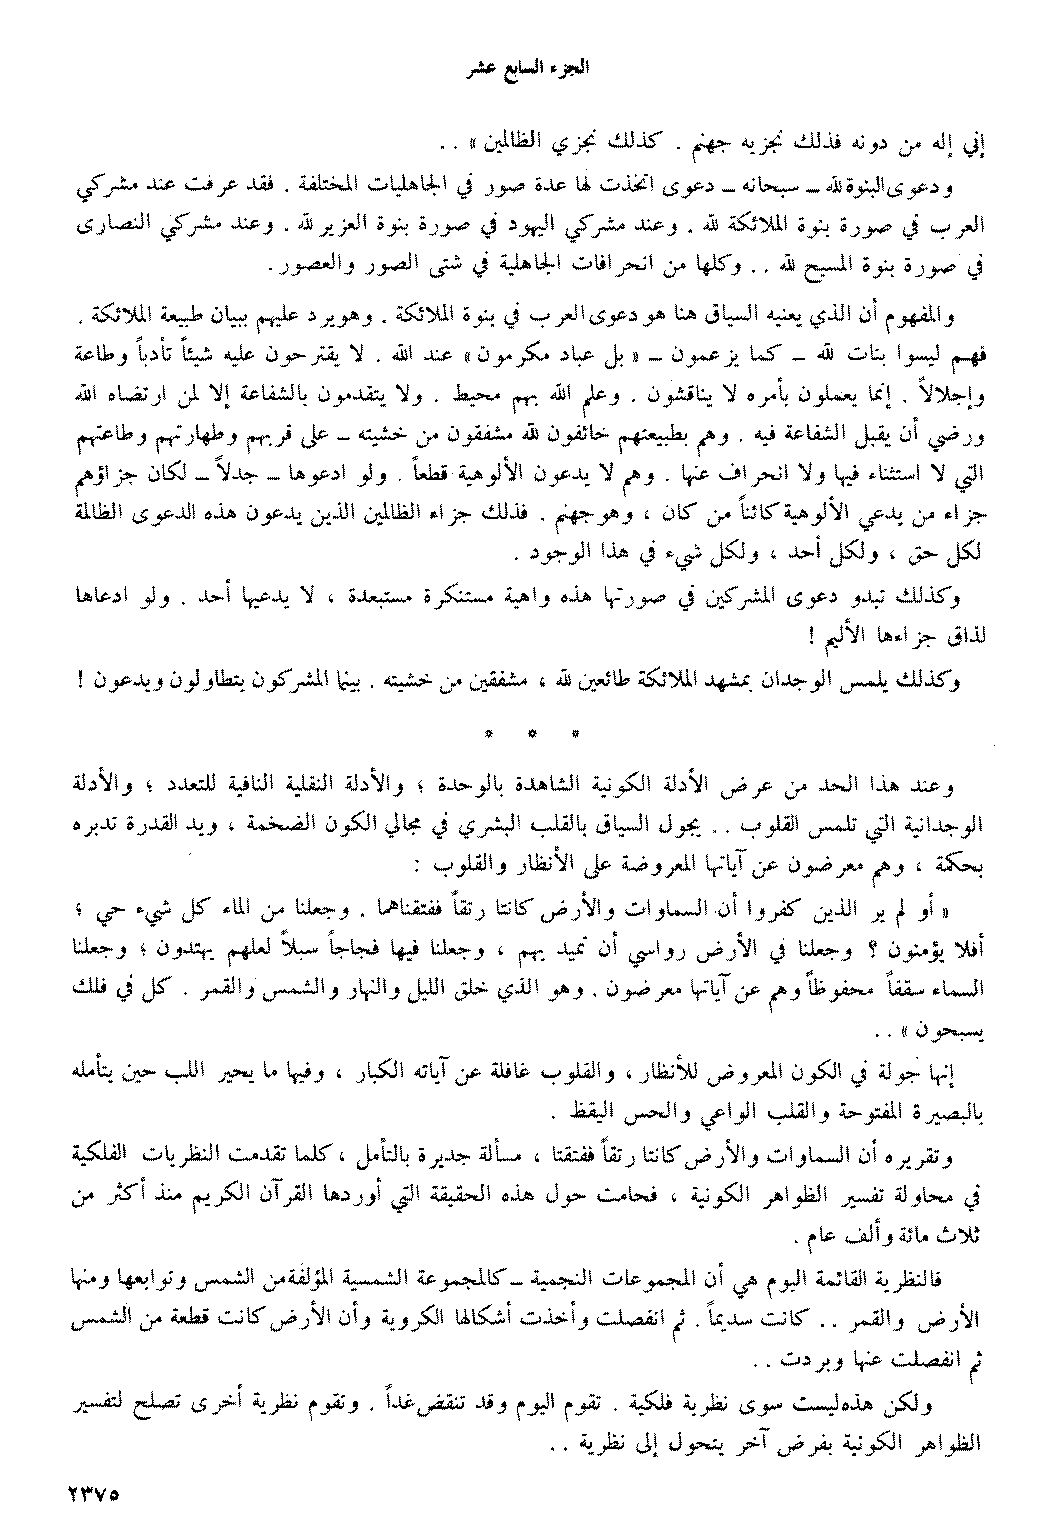 الجزء السابع عشر
إني إله من دونه فذلك نجزيه جهنم . كذلك نجزي الظالمين » . .
ودعوى البنوة لله – سبحانه – دعوى اتخذت لها عدة صور في الجاهليات المختلفة . فقد عرفت عند مشركي
العرب في صورة بنوة الملائكة لله . وعند مشركي اليهود في صورة بنوة العزير لله . وعند مشركي النصارى
في صورة بنوة المسيح لله . . وكلها من انحرافات الجاهلية في شتى الصور والعصور .
والمفهوم أن الذي يعنيه السياق هنا هو دعوى العرب في بنوة الملائكة . وهو يرد عليهم ببيان طبيعة الملائكة .
فهم ليسوا بنات لله – كما يزعمون – « بل عباد مكرمون » عند الله . لا يقترحون عليه شيئاً تأدباً وطاعة
وإجلالاً . إنما يعملون بأمره لا يناقشون . وعلم الله بهم محيط . ولا يتقدمون بالشفاعة إلا لمن ارتضاه الله
ورضي أن يقبل الشفاعة فيه . وهم بطبيعتهم خائفون لله مشفقون من خشيته – على قربهم وطهارتهم وطاعتهم
التي لا استثناء فيها ولا انحراف عنها . وهم لا يدعون الألوهية قطعاً . ولو ادعوها – جدلاً – لكان جزاؤهم
جزاء من يدعي الألوهية كائناً من كان ، وهو جهنم . فذلك جزاء الظالمين الذين يدعون هذه الدعوى الظالمة
لكل حق ، ولكل أحد ، ولكل شيء في هذا الوجود .
وكذلك تبدو دعوى المشركين في صورتها هذه واهية مستنكرة مستبعدة ، لا يدعيها أحد . ولو ادعاها
لذاق جزاءها الأليم !
وكذلك يلمس الوجدان بمشهد الملائكة طائعين لله ، مشفقين من خشيته . بينما المشركون يتطاولون ويدعون !
* * *
وعند هذا الحد من عرض الأدلة الكونية الشاهدة بالوحدة ؛ والأدلة النقلية النافية للتعدد ؛ والأدلة
الوجدانية التي تلمس القلوب . . يجول السياق بالقلب البشري في مجالي الكون الضخمة ، ويد القدرة تدبره
بحكمة ، وهم معرضون عن آياتها المعروضة على الأنظار والقلوب :
« أو لم ير الذين كفروا أن السماوات والأرض كانتا رتقاً ففتقناهما . وجعلنا من الماء كل شيء حي ؛
أفلا يؤمنون ؟ وجعلنا في الأرض رواسي أن تميد بهم ، وجعلنا فيها فجاجاً سبلاً لعلهم يهتدون ؛ وجعلنا
السماء سقفاً محفوظاً وهم عن آياتها معرضون . وهو الذي خلق الليل والنهار والشمس والقمر . كل في فلك
يسبحون » . .
إنها جولة في الكون المعروض للأنظار ، والقلوب غافلة عن آياته الكبار ، وفيها ما يحير اللب حين يتأمله
بالبصيرة المفتوحة والقلب الواعي والحس اليقظ .
وتقريره أن السماوات والأرض كانتا رتقاً ففتقتا ، مسألة جديرة بالتأمل ، كلما تقدمت النظريات الفلكية
في محاولة تفسير الظواهر الكونية ، فحامت حول هذه الحقيقة التي أوردها القرآن الكريم منذ أكثر من
ثلاث مائة وألف عام .
فالنظرية القائمة اليوم هي أن المجموعات النجمية – كالمجموعة الشمسية المؤلفة من الشمس وتوابعها ومنها
الأرض والقمر . . كانت سديماً . ثم انفصلت وأخذت أشكالها الكروية وأن الأرض كانت قطعة من الشمس
ثم انفصلت عنها وبردت . .
ولكن هذه ليست سوى نظرية فلكية . تقوم اليوم وقد تنقض غداً . وتقوم نظرية أخرى تصلح لتفسير
الظواهر الكونية بفرض آخر يتحول إلى نظرية . .
٢٣٧٥